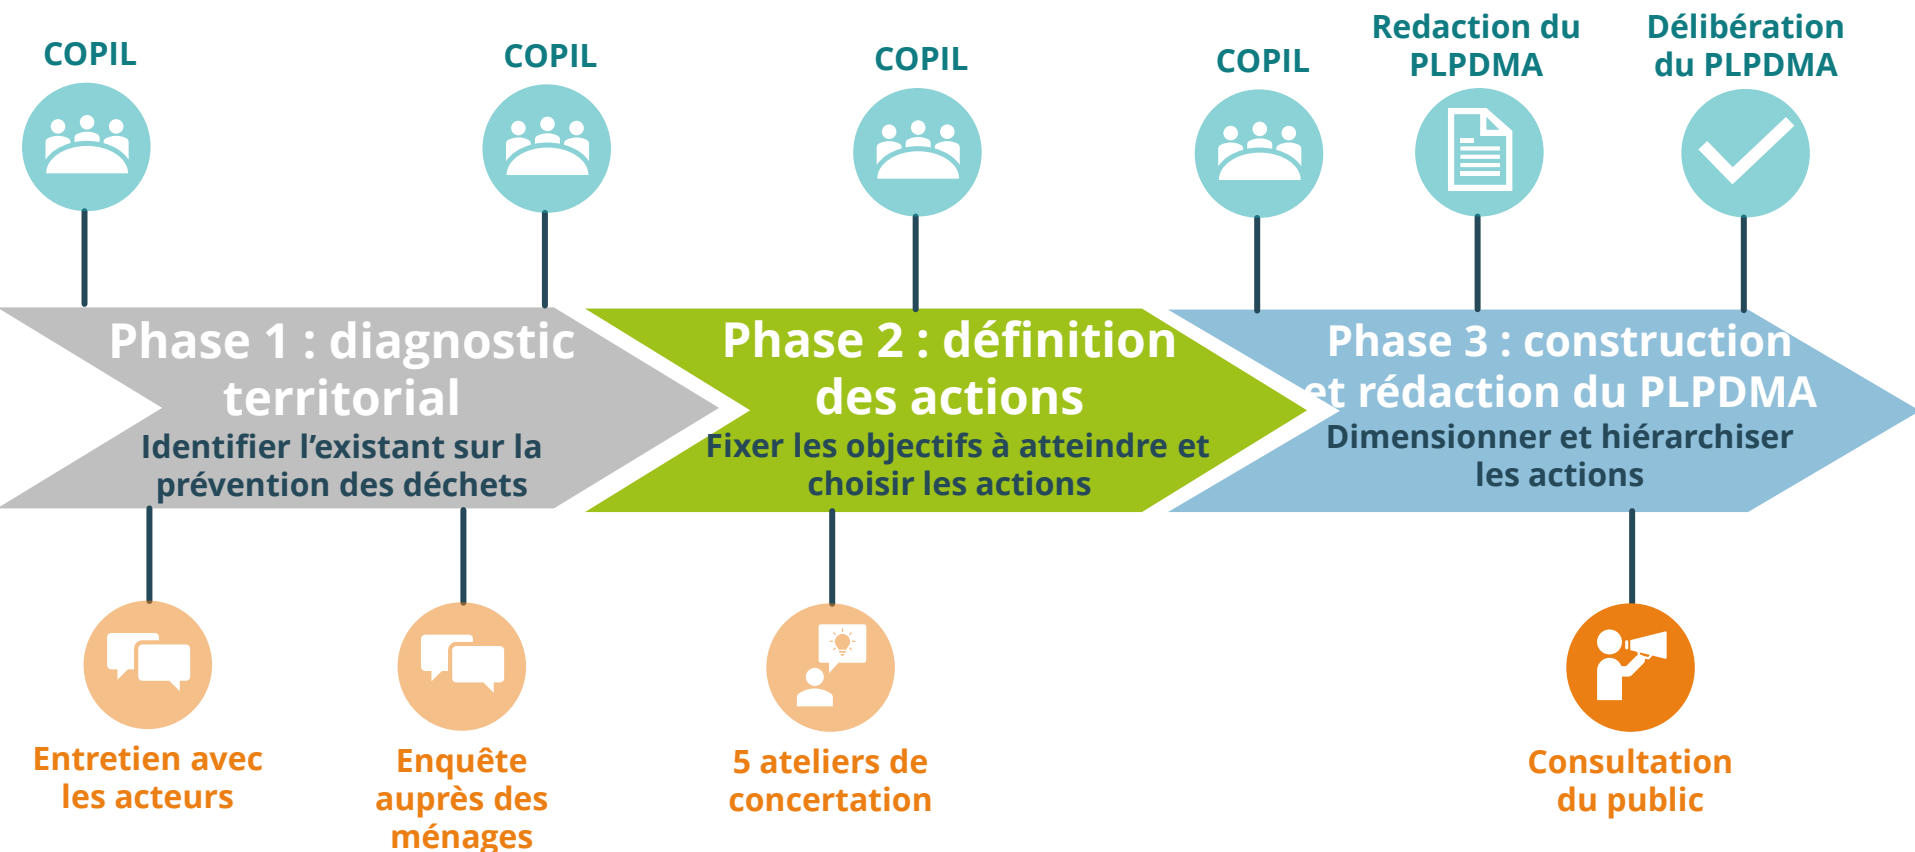 COPIL
COPIL
COPIL
COPIL
Redaction du
PLPDMA
Délibération
du PLPDMA
Phase 1 : diagnostic
territorial
Identifier l’existant sur la
prévention des déchets
Phase 2 : définition
des actions
Fixer les objectifs à atteindre et
choisir les actions
Phase 3 : construction
et rédaction du PLPDMA
Dimensionner et hiérarchiser
les actions
Entretien avec
les acteurs
Enquête
auprès des
ménages
5 ateliers de
concertation
Consultation
du public